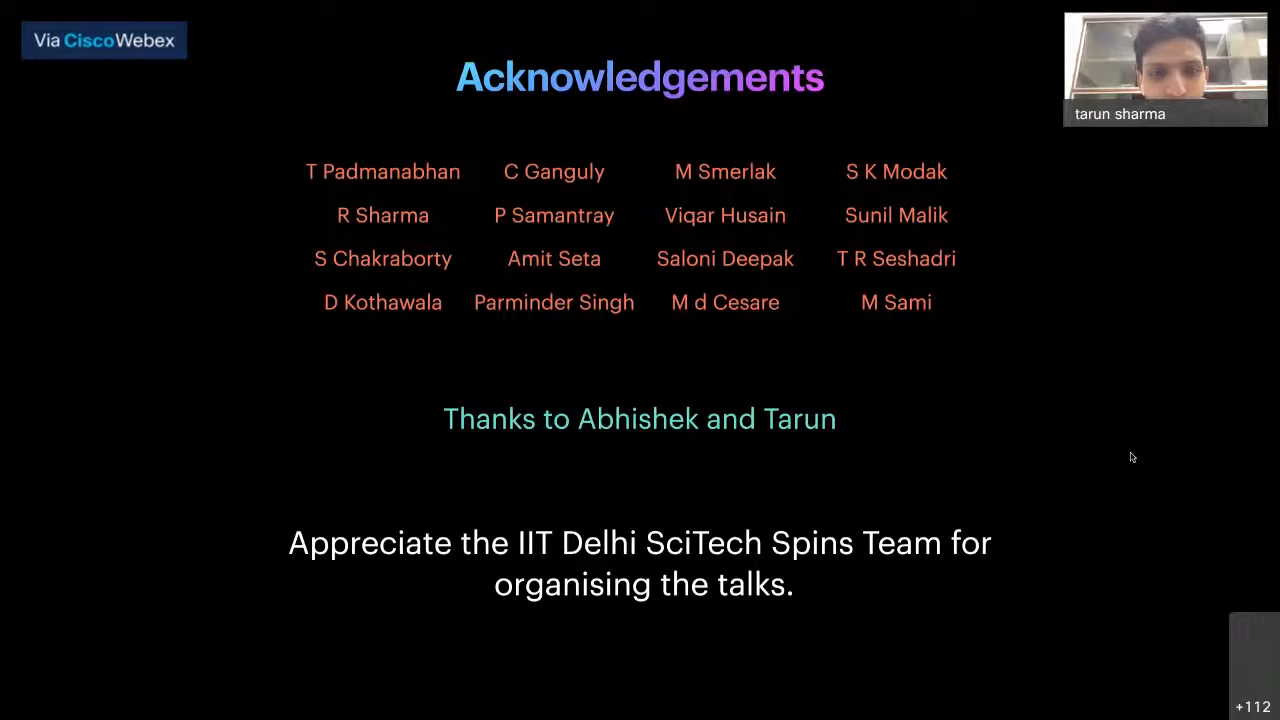 Via CiscoWebex
Acknowledgements
tarun sharma
T Padmanabhan C Ganguly M Smerlak S K Modak
R Sharma P Samantray Viqar Husain Sunil Malik
S Chakraborty Amit Seta Saloni Deepak T R Seshadri
D Kothawala Parminder Singh M d Cesare M Sami
Thanks to Abhishek and Tarun
Appreciate the IIT Delhi SciTech Spins Team for
organising the talks.
+112